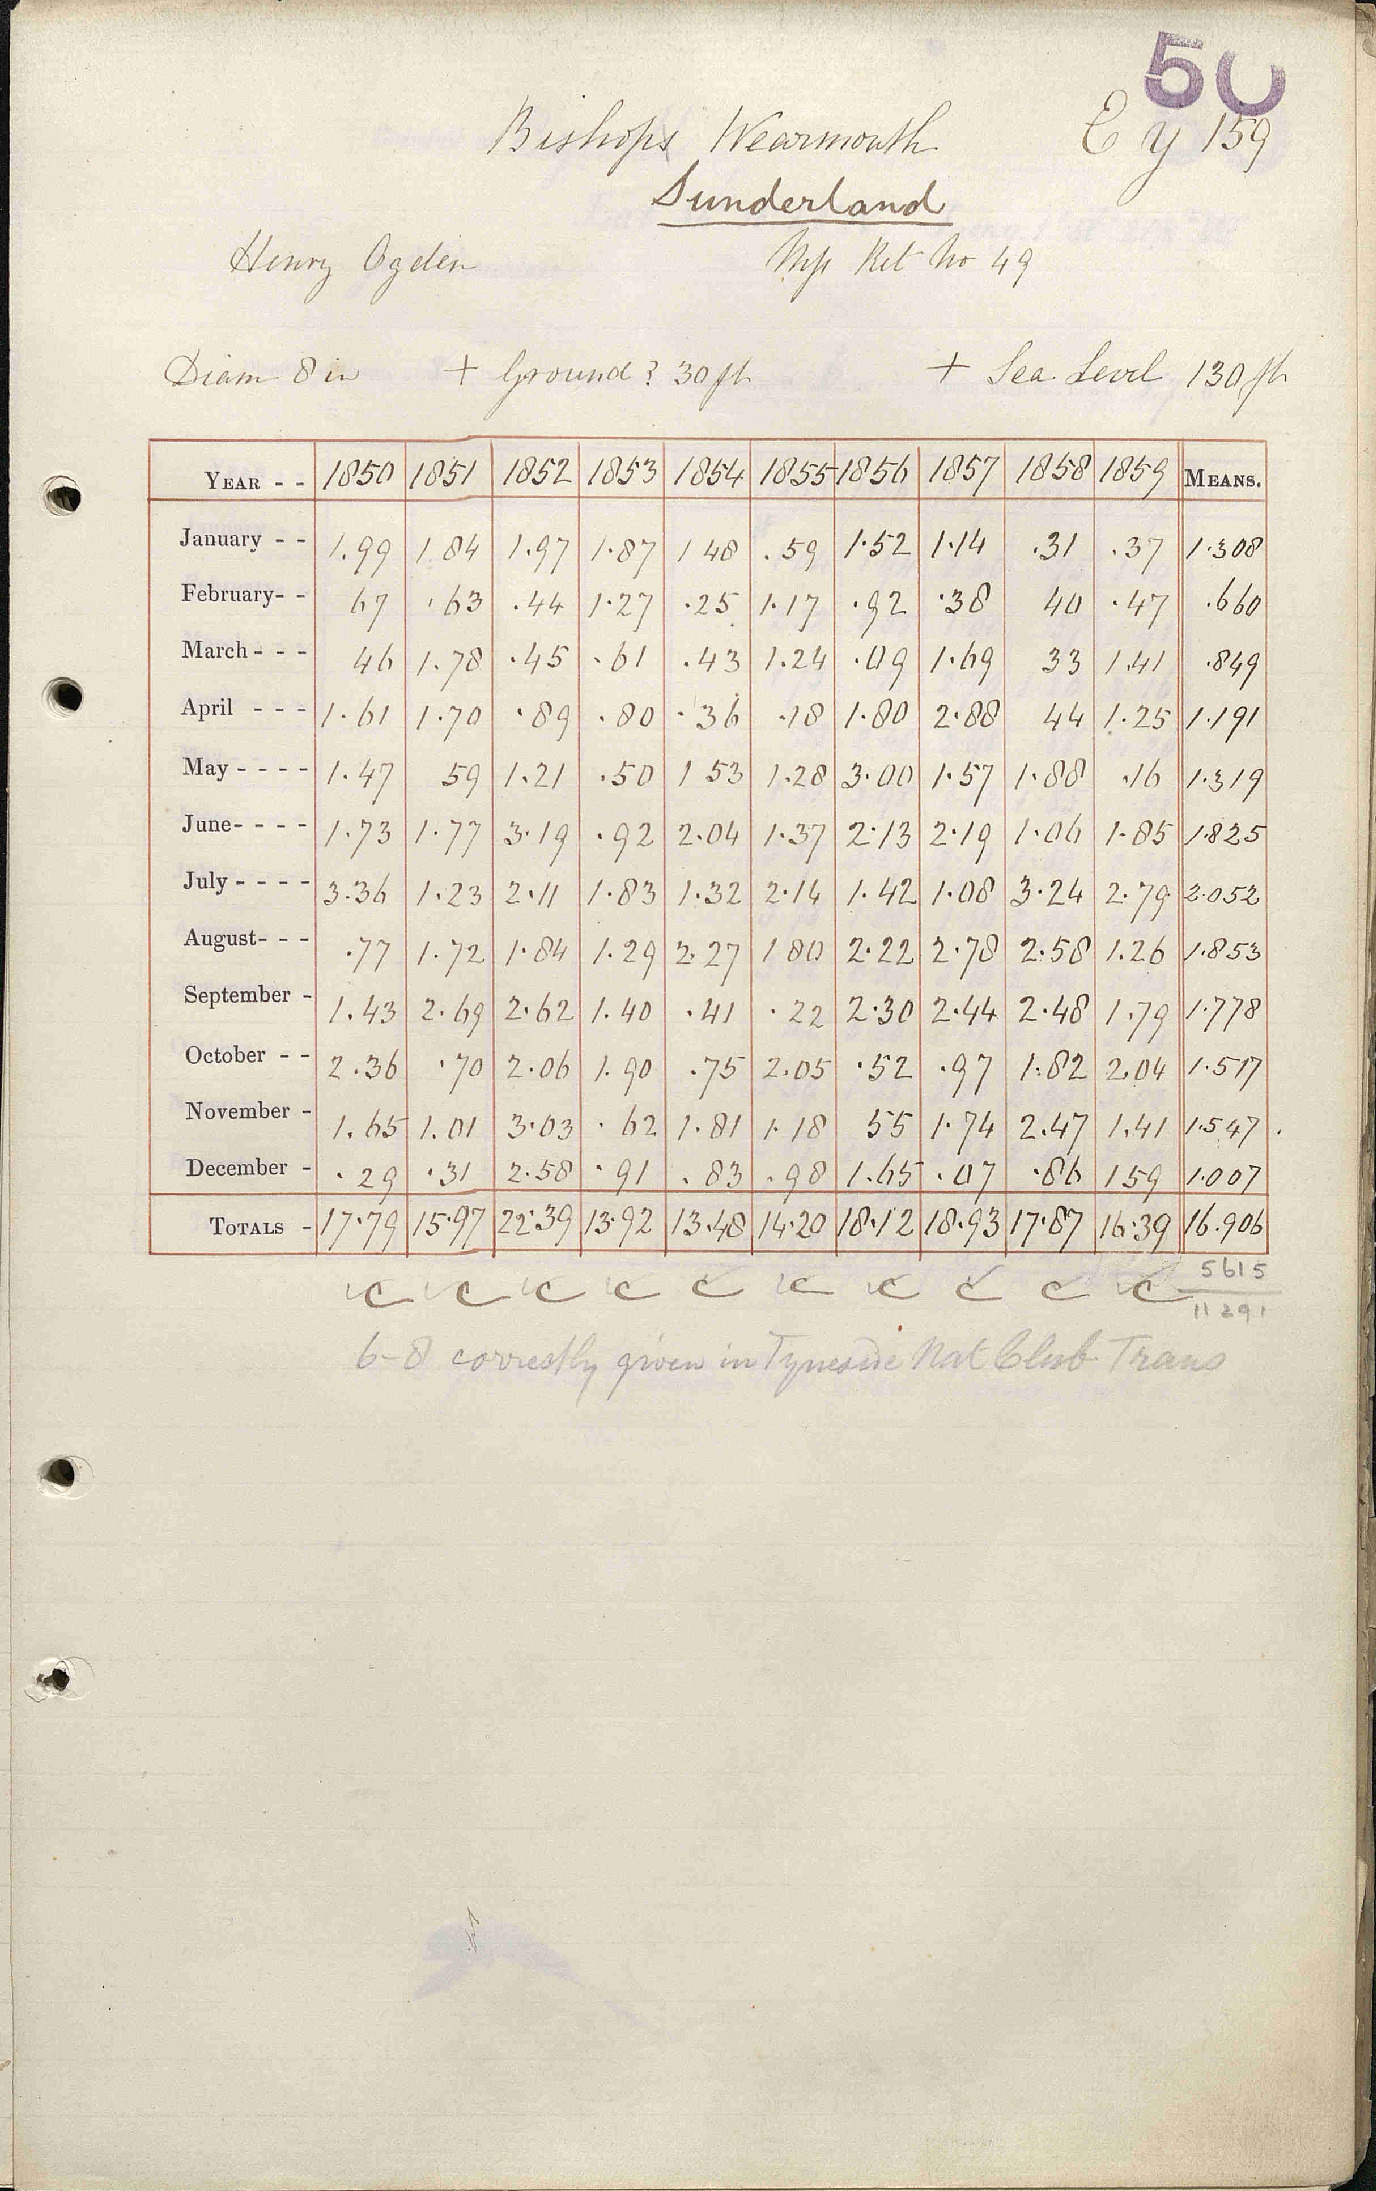 50
Bishops Wearmouth E y 159
Sunderland
Henry Ogden Ret No 49
Diam 8 in + Ground ? 30 ft + Sea Level 130 ft
YEAR - - 1850 1851 1852 1853 1854 1855 1856 1857 1858 1859 MEANS.
January - - 1.99 1.84 1.97 1.87 1 48 .59 1.52 1.14 .31 .37 1.308
February- - 67 .63 .44 1.27 .25 1.17 .92 .38 40 .47 .660
March - - - 46 1.78 .45 .61 .43 1.24 .09 1.69 33 1.41 .849
April - - - 1.61 1.70 .89 .80 .36 .18 1.80 2.88 44 1.25 1.191
May - - - - 1.47 59 1.21 .50 1 53 1.28 3.00 1.57 1.88 .16 1.319
June- - - - 1.73 1.77 3.19 .92 2.04 1.37 2.13 2.19 1.06 1.85 1.825
July - - - - 3.36 1.23 2.11 1.83 1.32 2.14 1.42 1.08 3.24 2.79 2.052
August- - - .77 1.72 1.84 1.29 2.27 1 80 2.22 2.78 2.58 1.26 1.853
September - 1.43 2.69 2.62 1.40 .41 .22 2.30 2.44 2.48 1.79 1.778
October - - 2.36 .70 2.06 1.90 .75 2.05 .52 .97 1.82 2.04 1.517
November - 1.65 1.01 3.03 .62 1.81 1.18 55 1.74 2.47 1.41 1.547
December - .29 .31 2.58 .91 .83 .98 1.65 .07 .86 1 59 1.007
TOTALS - 17.79 15.97 22.39 13.92 13.48 14.20 18.12 18.93 17.87 16.39 16.906
C C C C C C C C C C 5615
11 291
6-8 correctly given in Tyneside Nat Club Trans